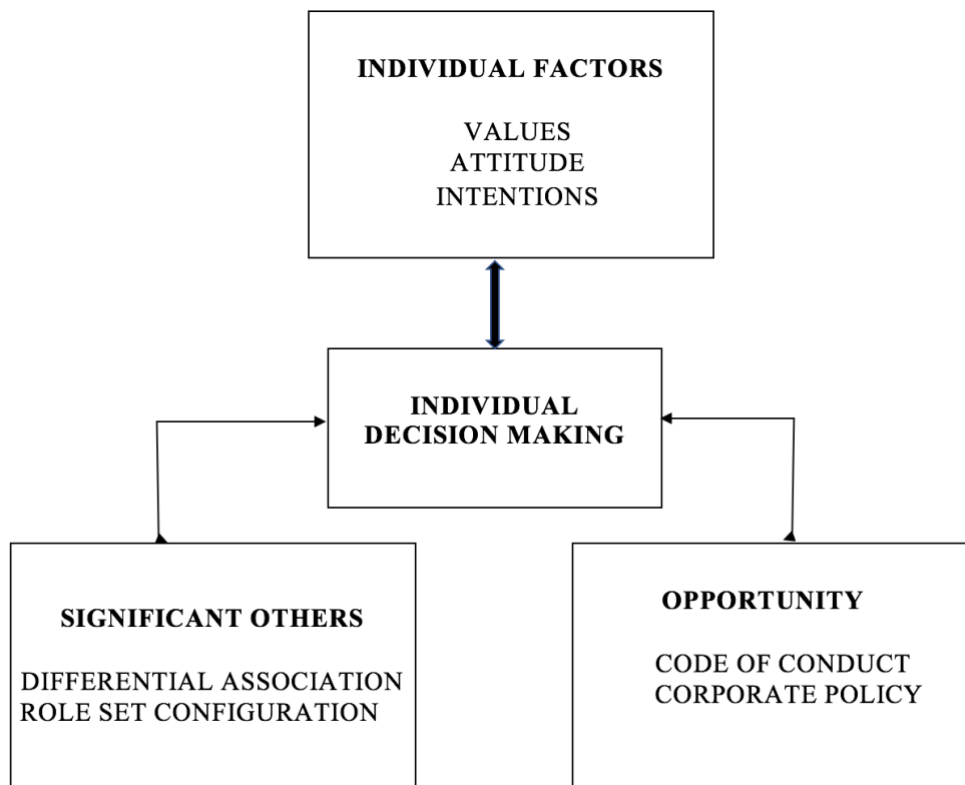 INDIVIDUAL FACTORS
VALUES
ATTITUDE
INTENTIONS
INDIVIDUAL
DECISION MAKING
SIGNIFICANT OTHERS
DIFFERENTIAL ASSOCIATION
ROLE SET CONFIGURATION
OPPORTUNITY
CODE OF CONDUCT
CORPORATE POLICY